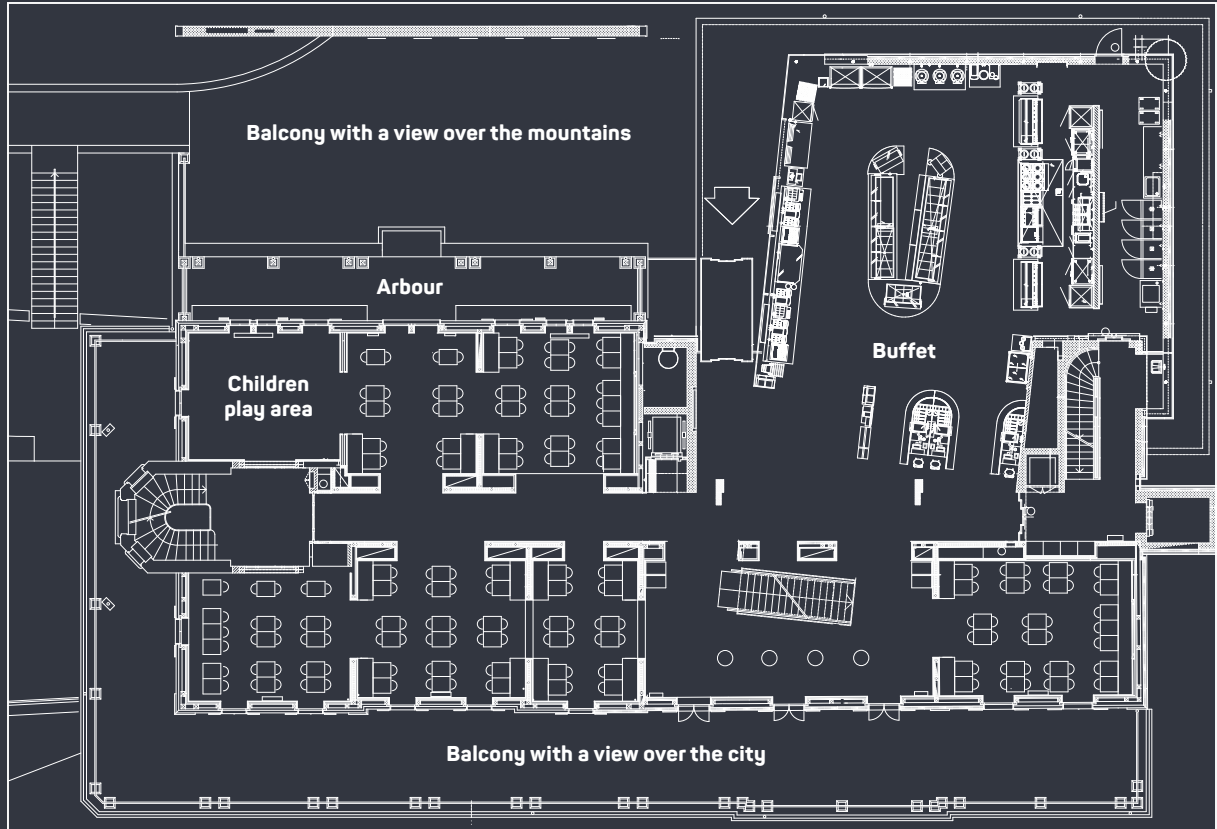 Balcony with a view over the mountains
Arbour
Buffet
Children
play area
Balcony with a view over the city